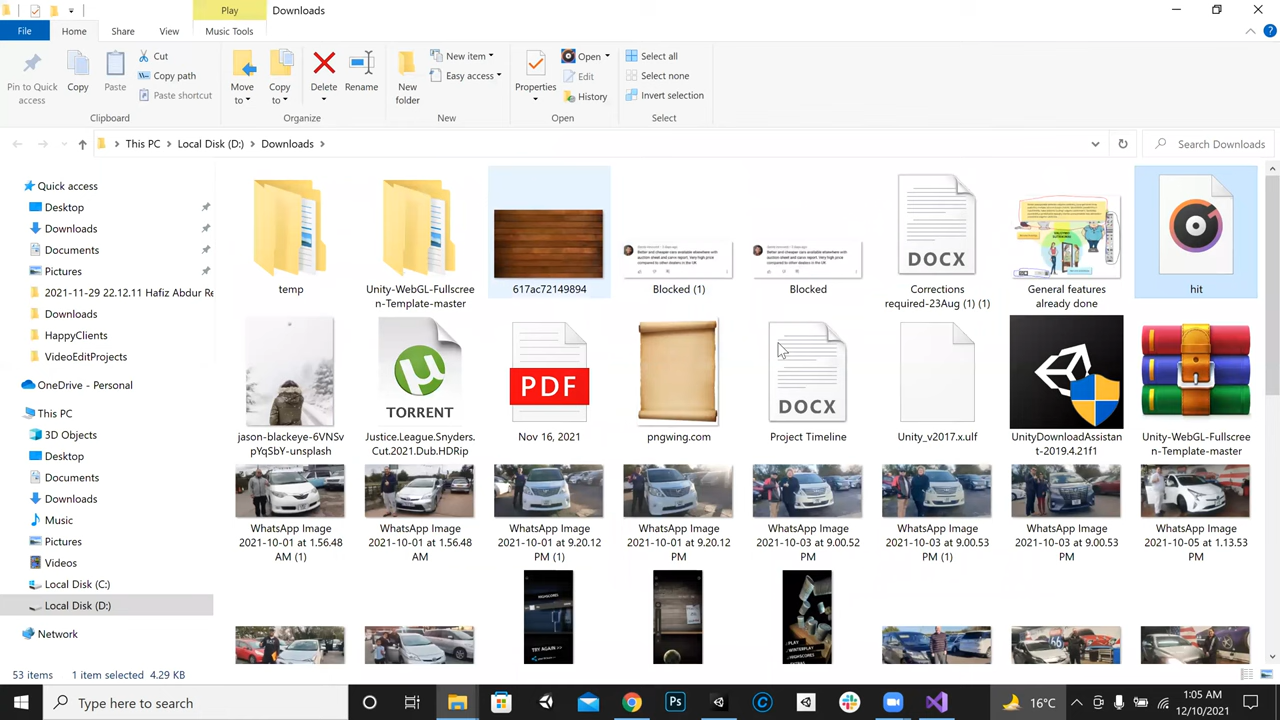 Play
Downloads
File
Home
Share
View
Music Tools
Pin to Quick
access
Copy
Paste
Cut
Copy path
Paste shortcut
Clipboard
Move
to
Copy
to
Delete
Rename
Organize
New
folder
New item
Easy access
New
Properties
Open
Edit
History
Open
Select all
Select none
Invert selection
Select
This PC
Local Disk (D:)
Downloads
Search Downloads
Quick access
Desktop
Downloads
Documents
Pictures
2021-11-29 22.12.11 Hafiz Abdur Re
Downloads
HappyClients
VideoEditProjects
OneDrive - Personal
This PC
3D Objects
Desktop
Documents
Downloads
Music
Pictures
Videos
Local Disk (C:)
Local Disk (D:)
Network
temp
Unity-WebGL-Fullscree
n-Template-master
617ac72149894
Blocked (1)
Blocked
DOCX
Corrections
required-23Aug (1) (1)
General features
already done
hit
jason-blackeye-6VNSv
pYqSbY-unsplash
TORRENT
Justice.League.Snyders.
Cut.2021.Dub.HDRip
PDF
Nov 16, 2021
pngwing.com
DOCX
Project Timeline
Unity_v2017.x.ulf
UnityDownloadAssistan
t-2019.4.21f1
Unity-WebGL-Fullscree
n-Template-master
WhatsApp Image
2021-10-01 at 1.56.48
AM (1)
WhatsApp Image
2021-10-01 at 1.56.48
AM
WhatsApp Image
2021-10-01 at 9.20.12
PM (1)
WhatsApp Image
2021-10-01 at 9.20.12
PM
WhatsApp Image
2021-10-03 at 9.00.52
PM
WhatsApp Image
2021-10-03 at 9.00.53
PM (1)
WhatsApp Image
2021-10-03 at 9.00.53
PM
WhatsApp Image
2021-10-05 at 1.13.53
PM
TRY AGAIN
PLAY
WINTERPLAY
HIGHSCORES
53 items
1 item selected
4.29 KB
Type here to search
Ps
16°C
1:05 AM
12/10/2021